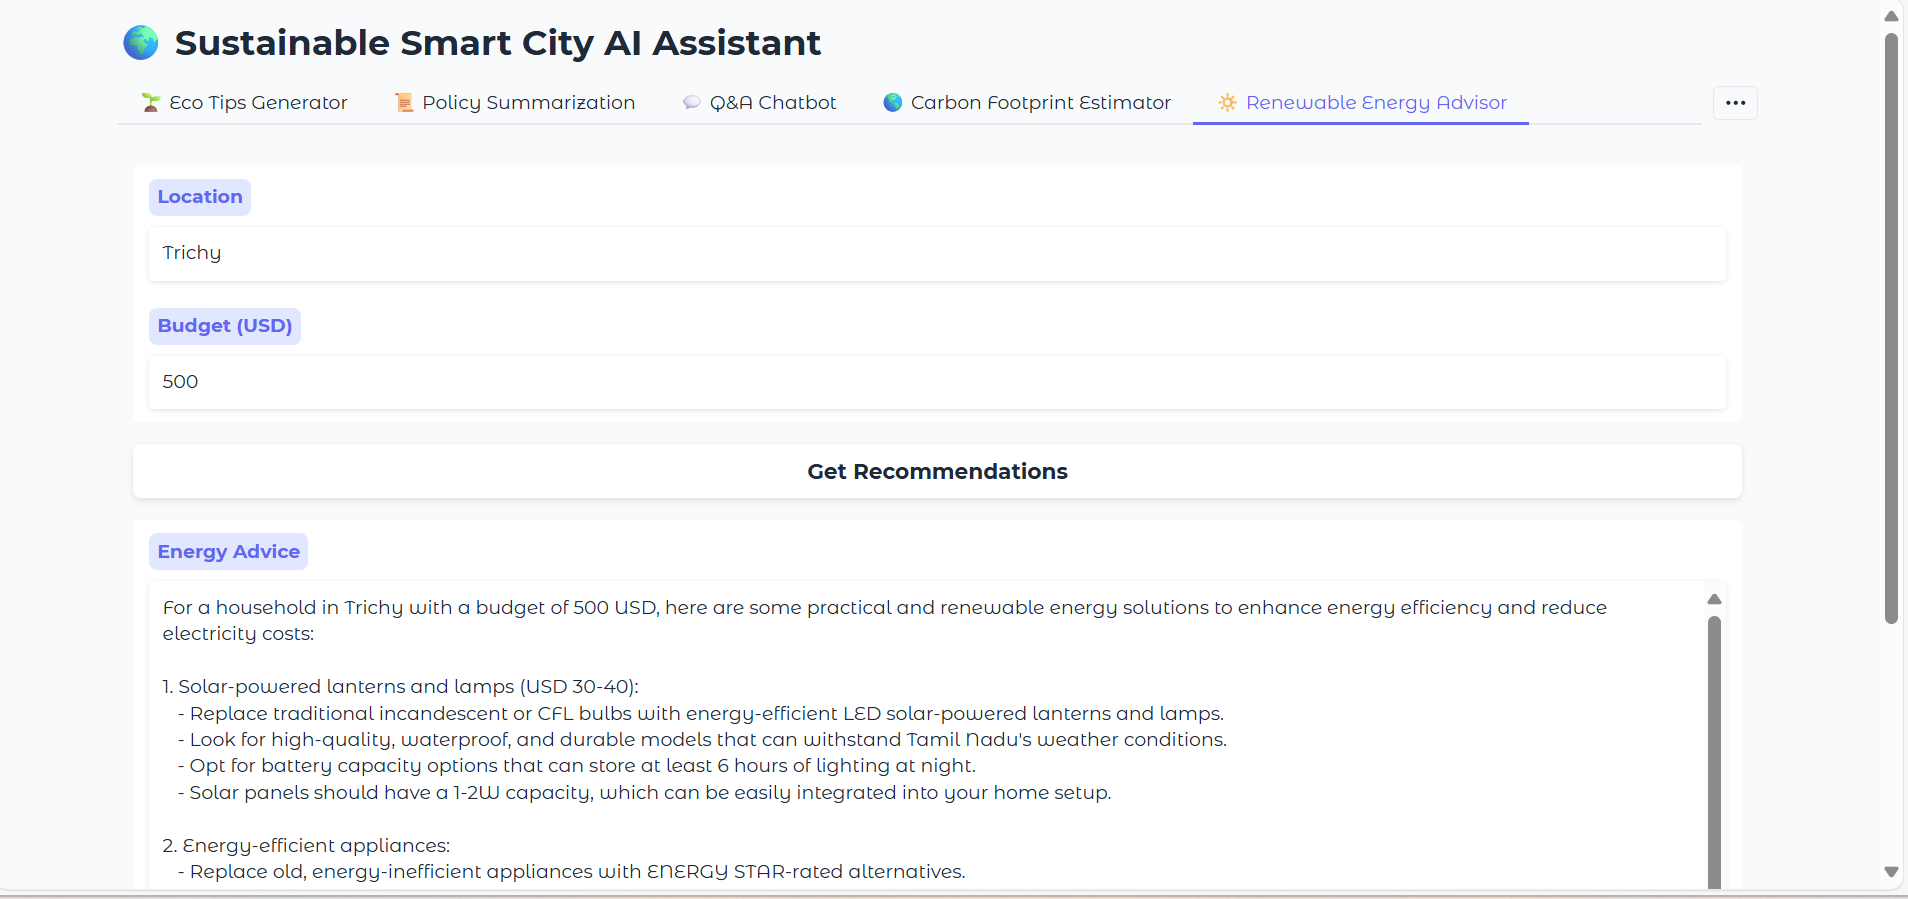 Sustainable Smart City AI Assistant
Eco Tips Generator
Policy Summarization
Q&A Chatbot
Carbon Footprint Estimator
Renewable Energy Advisor
Location
Trichy
Budget (USD)
500
Get Recommendations
Energy Advice
For a household in Trichy with a budget of 500 USD, here are some practical and renewable energy solutions to enhance energy efficiency and reduce
electricity costs:
1. Solar-powered lanterns and lamps (USD 30-40):
- Replace traditional incandescent or CFL bulbs with energy-efficient LED solar-powered lanterns and lamps.
- Look for high-quality, waterproof, and durable models that can withstand Tamil Nadu's weather conditions.
- Opt for battery capacity options that can store at least 6 hours of lighting at night.
- Solar panels should have a 1-2W capacity, which can be easily integrated into your home setup.
2. Energy-efficient appliances:
- Replace old, energy-inefficient appliances with ENERGY STAR-rated alternatives.